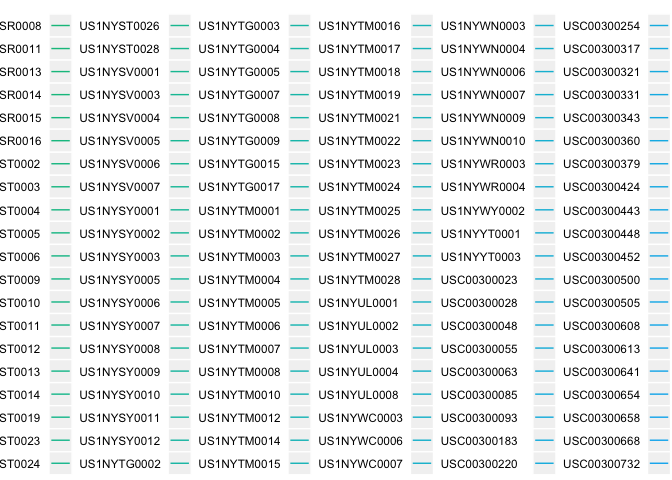 SR0008 US1NYST0026 US1NYTG0003 US1NYTM0016 US1NYWN0003 USC00300254
SR0011 US1NYST0028 US1NYTG0004 US1NYTM0017 US1NYWN0004 USC00300317
SR0013 US1NYSV0001 US1NYTG0005 US1NYTM0018 US1NYWN0006 USC00300321
SR0014 US1NYSV0003 US1NYTG0007 US1NYTM0019 US1NYWN0007 USC00300331
SR0015 US1NYSV0004 US1NYTG0008 US1NYTM0021 US1NYWN0009 USC00300343
SR0016 US1NYSV0005 US1NYTG0009 US1NYTM0022 US1NYWN0010 USC00300360
ST0002 US1NYSV0006 US1NYTG0015 US1NYTM0023 US1NYWR0003 USC00300379
ST0003 US1NYSV0007 US1NYTG0017 US1NYTM0024 US1NYWR0004 USC00300424
ST0004 US1NYSY0001 US1NYTM0001 US1NYTM0025 US1NYWY0002 USC00300443
ST0005 US1NYSY0002 US1NYTM0002 US1NYTM0026 US1NYYT0001 USC00300448
ST0006 US1NYSY0003 US1NYTM0003 US1NYTM0027 US1NYYT0003 USC00300452
ST0009 US1NYSY0005 US1NYTM0004 US1NYTM0028 USC00300023 USC00300500
ST0010 US1NYSY0006 US1NYTM0005 US1NYUL0001 USC00300028 USC00300505
ST0011 US1NYSY0007 US1NYTM0006 US1NYUL0002 USC00300048 USC00300608
ST0012 US1NYSY0008 US1NYTM0007 US1NYUL0003 USC00300055 USC00300613
ST0013 US1NYSY0009 US1NYTM0008 US1NYUL0004 USC00300063 USC00300641
ST0014 US1NYSY0010 US1NYTM0010 US1NYUL0008 USC00300085 USC00300654
ST0019 US1NYSY0011 US1NYTM0012 US1NYWC0003 USC00300093 USC00300658
ST0023 US1NYSY0012 US1NYTM0014 US1NYWC0006 USC00300183 USC00300668
ST0024 US1NYTG0002 US1NYTM0015 US1NYWC0007 USC00300220 USC00300732